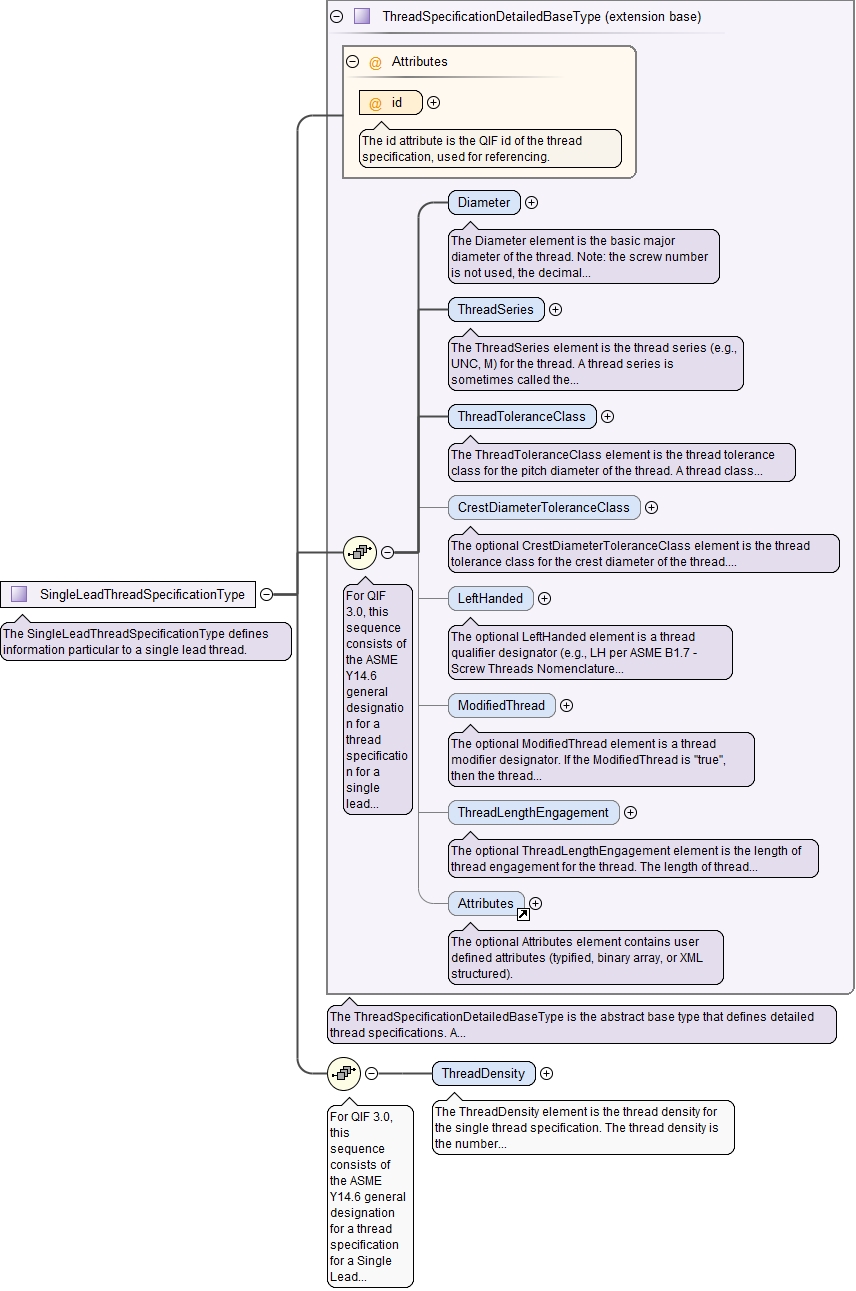 ThreadSpecificationDetailedBaseType (extension base)
@ Attributes
@ id
The id attribute is the QIF id of the thread
specification, used for referencing.
Diameter
The Diameter element is the basic major
diameter of the thread. Note: the screw number
is not used, the decimal...
ThreadSeries
The ThreadSeries element is the thread series (e.g.,
UNC, M) for the thread. A thread series is
sometimes called the...
ThreadToleranceClass
The ThreadToleranceClass element is the thread tolerance
class for the pitch diameter of the thread. A thread class...
CrestDiameterToleranceClass
The optional CrestDiameterToleranceClass element is the thread
tolerance class for the crest diameter of the thread....
SingleLeadThreadSpecificationType
The SingleLeadThreadSpecificationType defines
information particular to a single lead thread.
For QIF
3.0, this
sequence
consists of
the ASME
Y14.6
general
designatio
n for a
thread
specificatio
n for a
single
lead...
LeftHanded
The optional LeftHanded element is a thread
qualifier designator (e.g., LH per ASME B1.7 -
Screw Threads Nomenclature...
ModifiedThread
The optional ModifiedThread element is a thread
modifier designator. If the ModifiedThread is "true",
then the thread...
ThreadLengthEngagement
The optional ThreadLengthEngagement element is the length of
thread engagement for the thread. The length of thread...
Attributes
The optional Attributes element contains user
defined attributes (typified, binary array, or XML
structured).
The ThreadSpecificationDetailedBaseType is the abstract base type that defines detailed
thread specifications. A...
ThreadDensity
The ThreadDensity element is the thread density for
the single thread specification. The thread density is
the number...
For QIF 3.0,
this
sequence
consists of
the ASME
Y14.6 general
designation
for a thread
specification
for a Single
Lead...